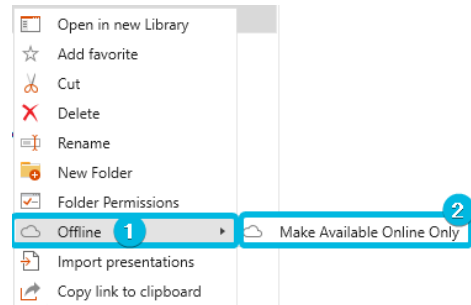 Open in new Library
Add favorite
Cut
Delete
Rename
New Folder
Folder Permissions
Offline 1
2
Make Available Online Only
Import presentations
Copy link to clipboard